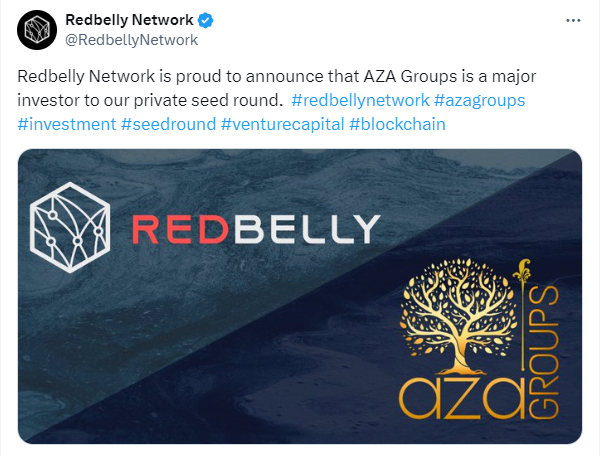 Redbelly Network
@RedbellyNetwork
Redbelly Network is proud to announce that AZA Groups is a major
investor to our private seed round. #redbellynetwork #azagroups
#investment #seedround #venturecapital #blockchain
REDBELLY
aza GROUPS